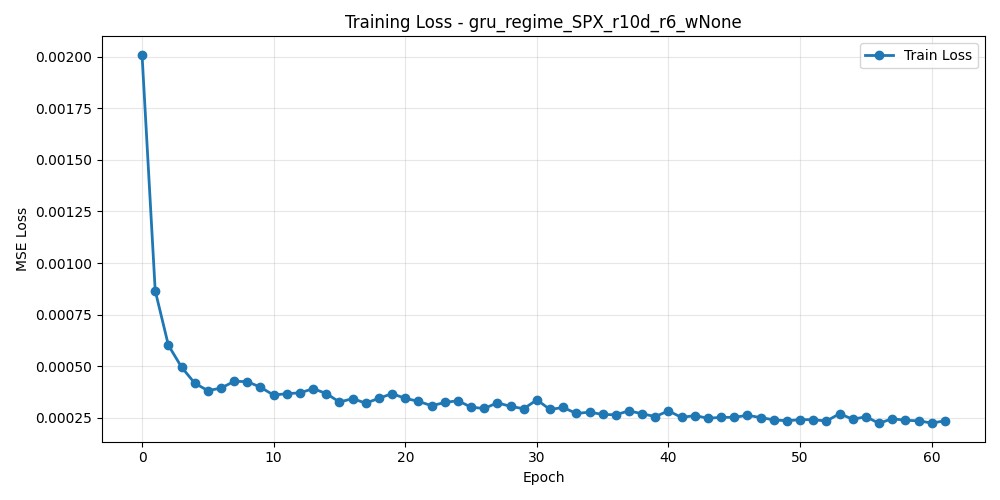 Training Loss - gru_regime_SPX_r10d_r6_wNone
Train Loss
0.00200
0.00175
0.00150
0.00125
0.00100
0.00075
0.00050
0.00025
MSE Loss
0 10 20 30 40 50 60
Epoch